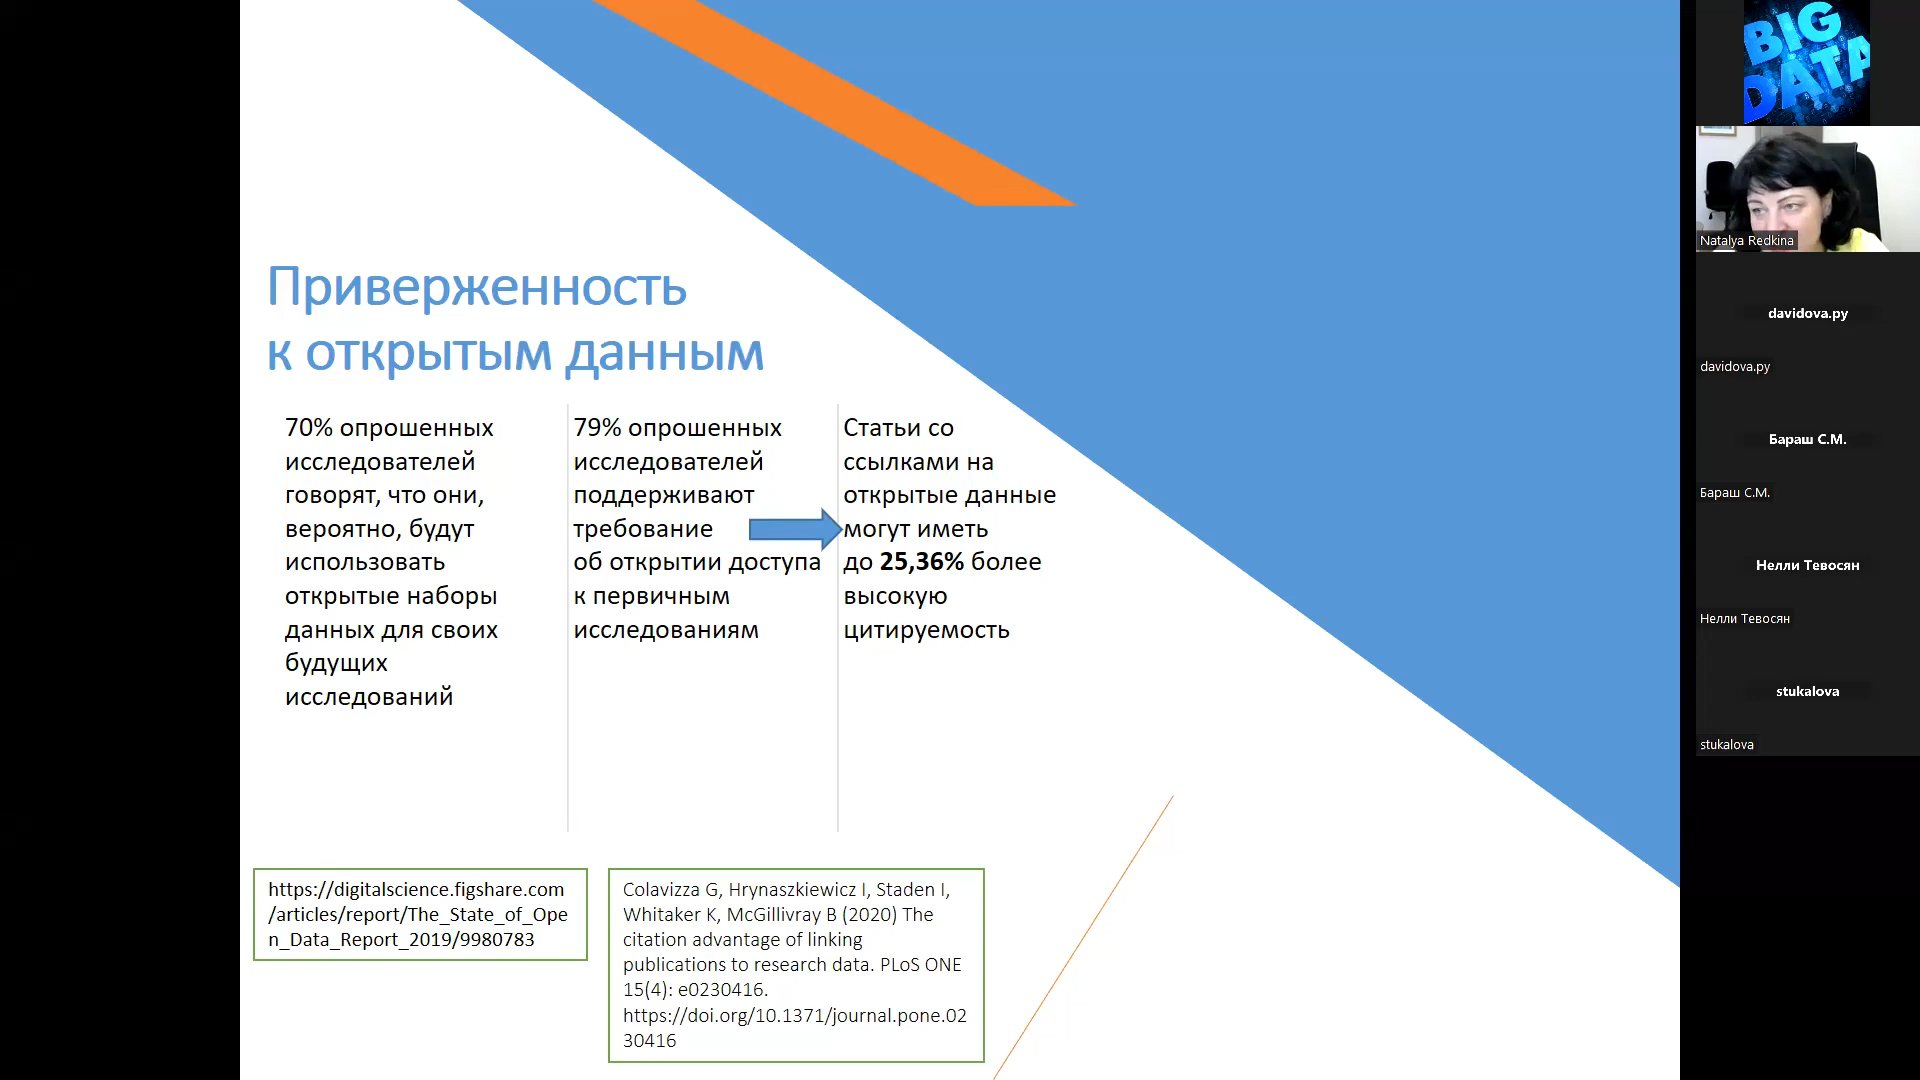 Приверженность
к открытым данным
70% опрошенных
исследователей
говорят, что они,
вероятно, будут
использовать
открытые наборы
данных для своих
будущих
исследований
79% опрошенных
исследователей
поддерживают
требование
об открытии доступа
к первичным
исследованиям
Статьи со
ссылками на
открытые данные
могут иметь
до 25,36% более
высокую
цитируемость
https://digitalscience.figshare.com
/articles/report/The_State_of_Ope
n_Data_Report_2019/9980783
Colavizza G, Hrynaszkiewicz I, Staden I,
Whitaker K, McGillivray B (2020) The
citation advantage of linking
publications to research data. PLoS ONE
15(4): e0230416.
https://doi.org/10.1371/journal.pone.02
30416
BIG
DATA
Natalya Redkina
davidova.py
davidova.py
Бараш С.М.
Бараш С.М.
Нелли Тевосян
Нелли Тевосян
stukalova
stukalova